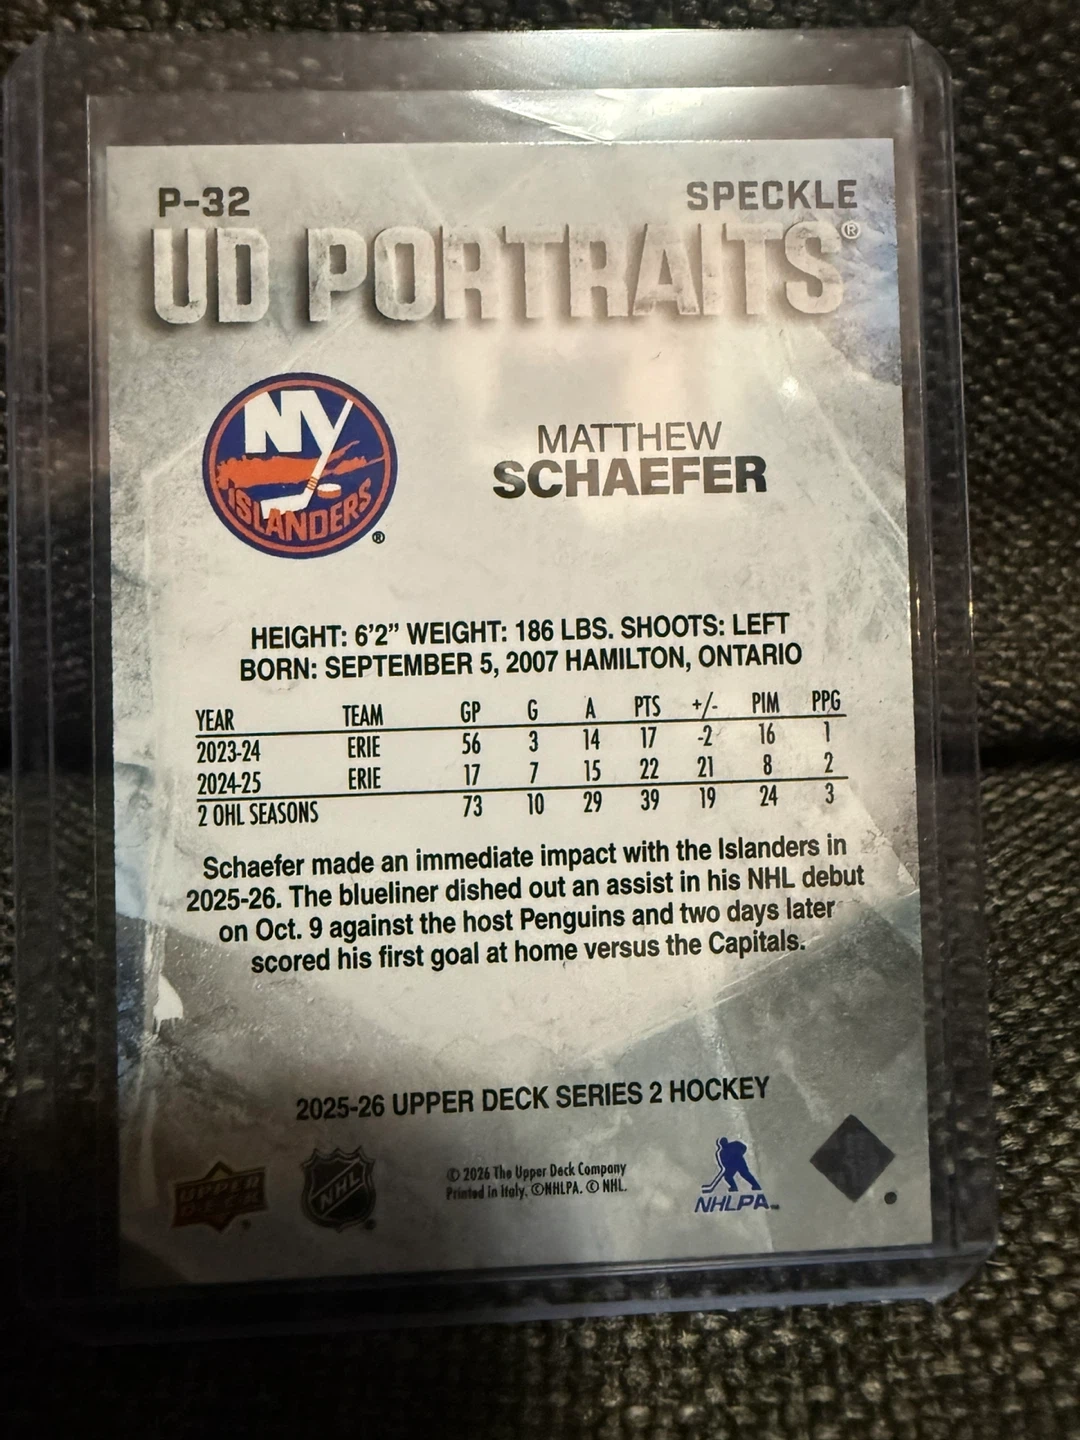 P-32 SPECKLE
UD PORTRAITS®
NY
ISLANDERS ®
MATTHEW
SCHAEFER
HEIGHT: 6'2” WEIGHT: 186 LBS. SHOOTS: LEFT
BORN: SEPTEMBER 5, 2007 HAMILTON, ONTARIO
YEAR TEAM GP G A PTS +/- PIM PPG
2023-24 ERIE 56 3 14 17 -2 16 1
2024-25 ERIE 17 7 15 22 21 8 2
2 OHL SEASONS 73 10 29 39 19 24 3
Schaefer made an immediate impact with the Islanders in
2025-26. The blueliner dished out an assist in his NHL debut
on Oct. 9 against the host Penguins and two days later
scored his first goal at home versus the Capitals.
2025-26 UPPER DECK SERIES 2 HOCKEY
UPPER
DECK
NHL
© 2026 The Upper Deck Company
Printed in Italy. ©NHLPA. © NHL.
NHLPA™